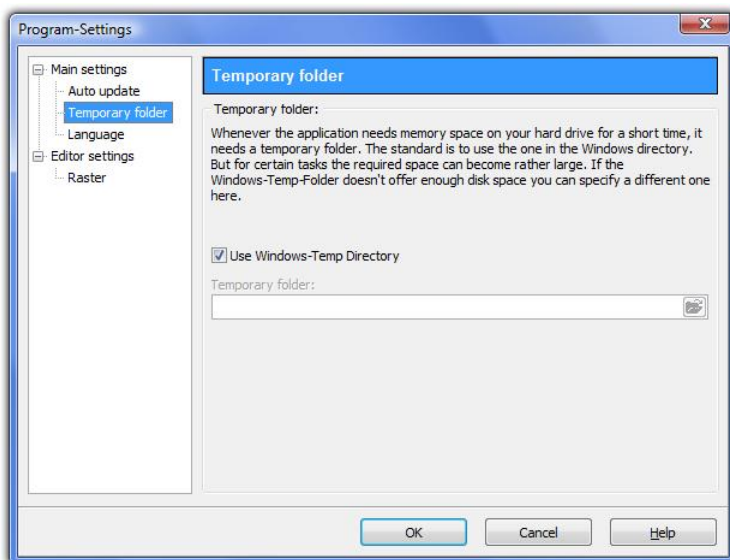 Program-Settings
Main settings
Auto update
Temporary folder
Language
Editor settings
Raster
Temporary folder
Temporary folder:
Whenever the application needs memory space on your hard drive for a short time, it
needs a temporary folder. The standard is to use the one in the Windows directory.
But for certain tasks the required space can become rather large. If the
Windows-Temp-Folder doesn't offer enough disk space you can specify a different one
here.
Use Windows-Temp Directory
Temporary folder:
OK
Cancel
Help